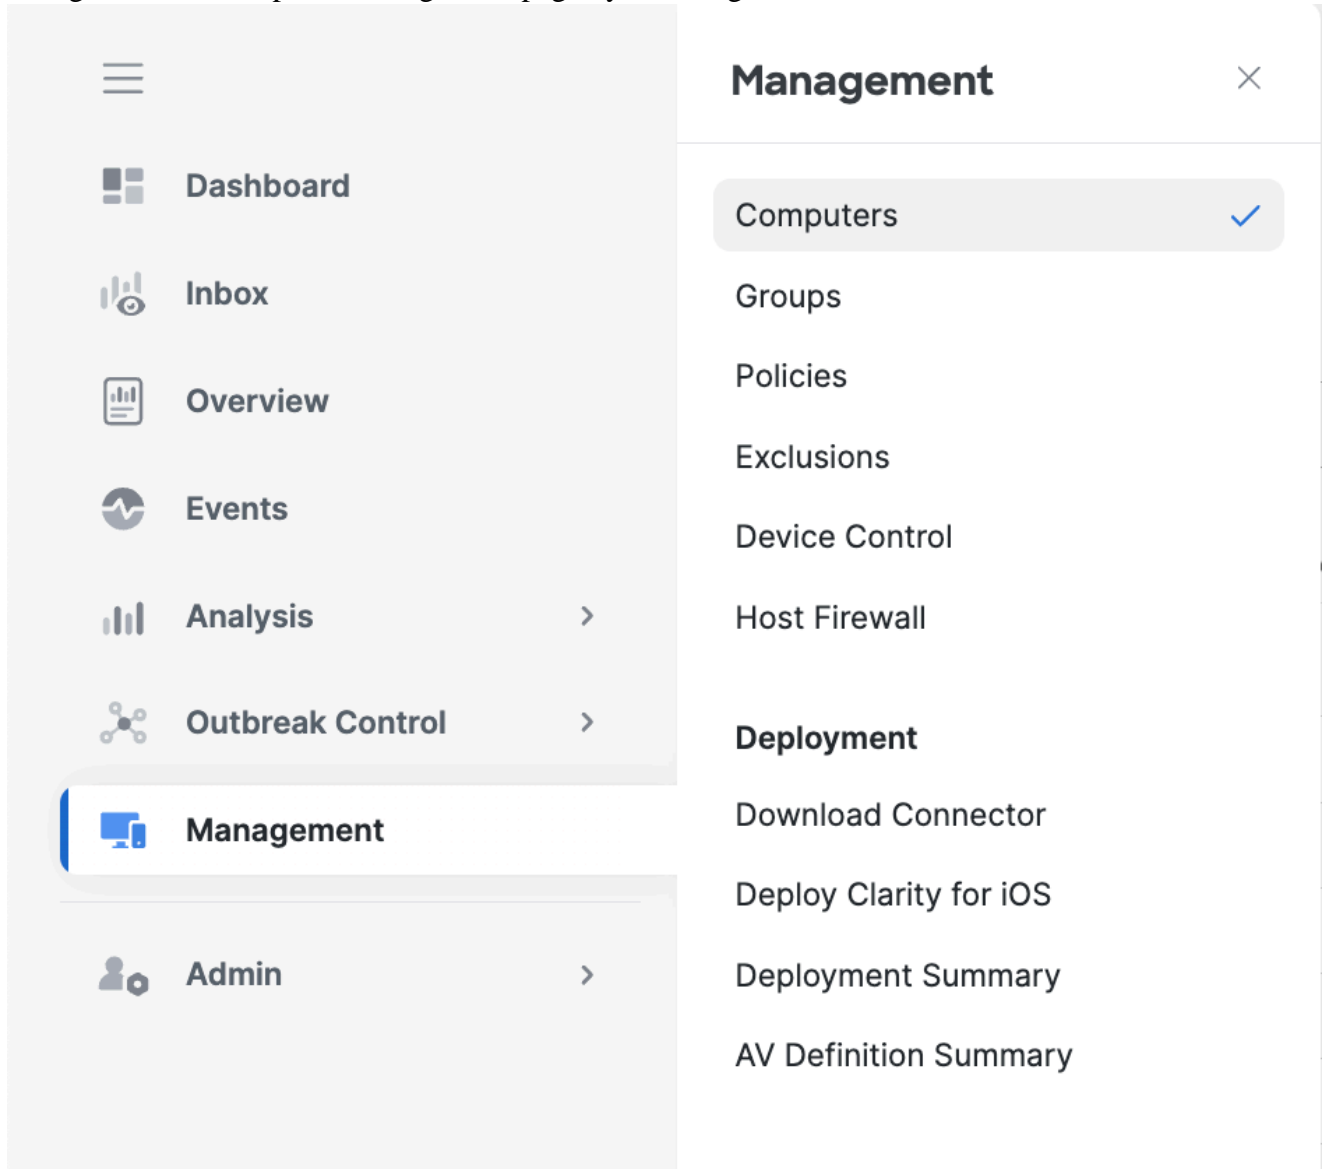 Dashboard
Inbox
Overview
Events
Analysis
Outbreak Control
Management
Admin
Management
Computers
Groups
Policies
Exclusions
Device Control
Host Firewall
Deployment
Download Connector
Deploy Clarity for iOS
Deployment Summary
AV Definition Summary